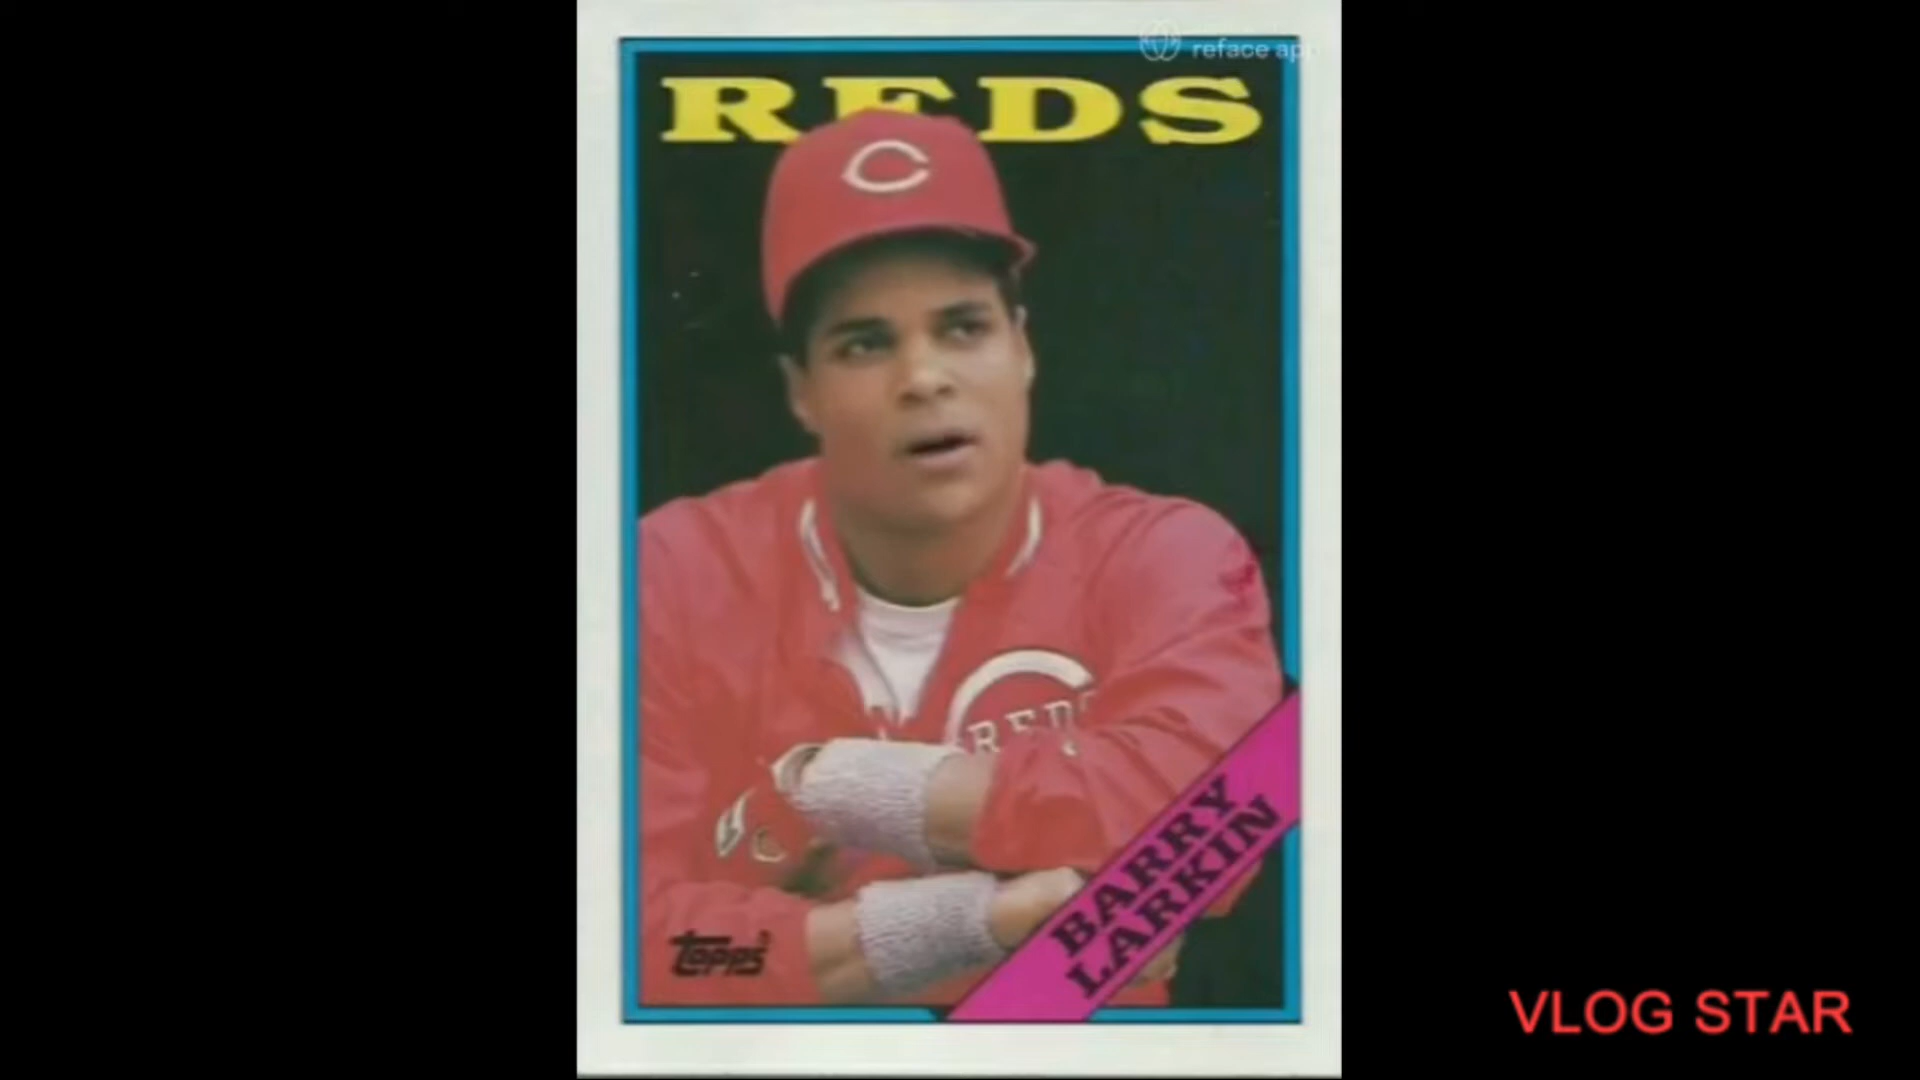 reface app
REDS
C
REDS
BARRY
LARKIN
topps
VLOG STAR